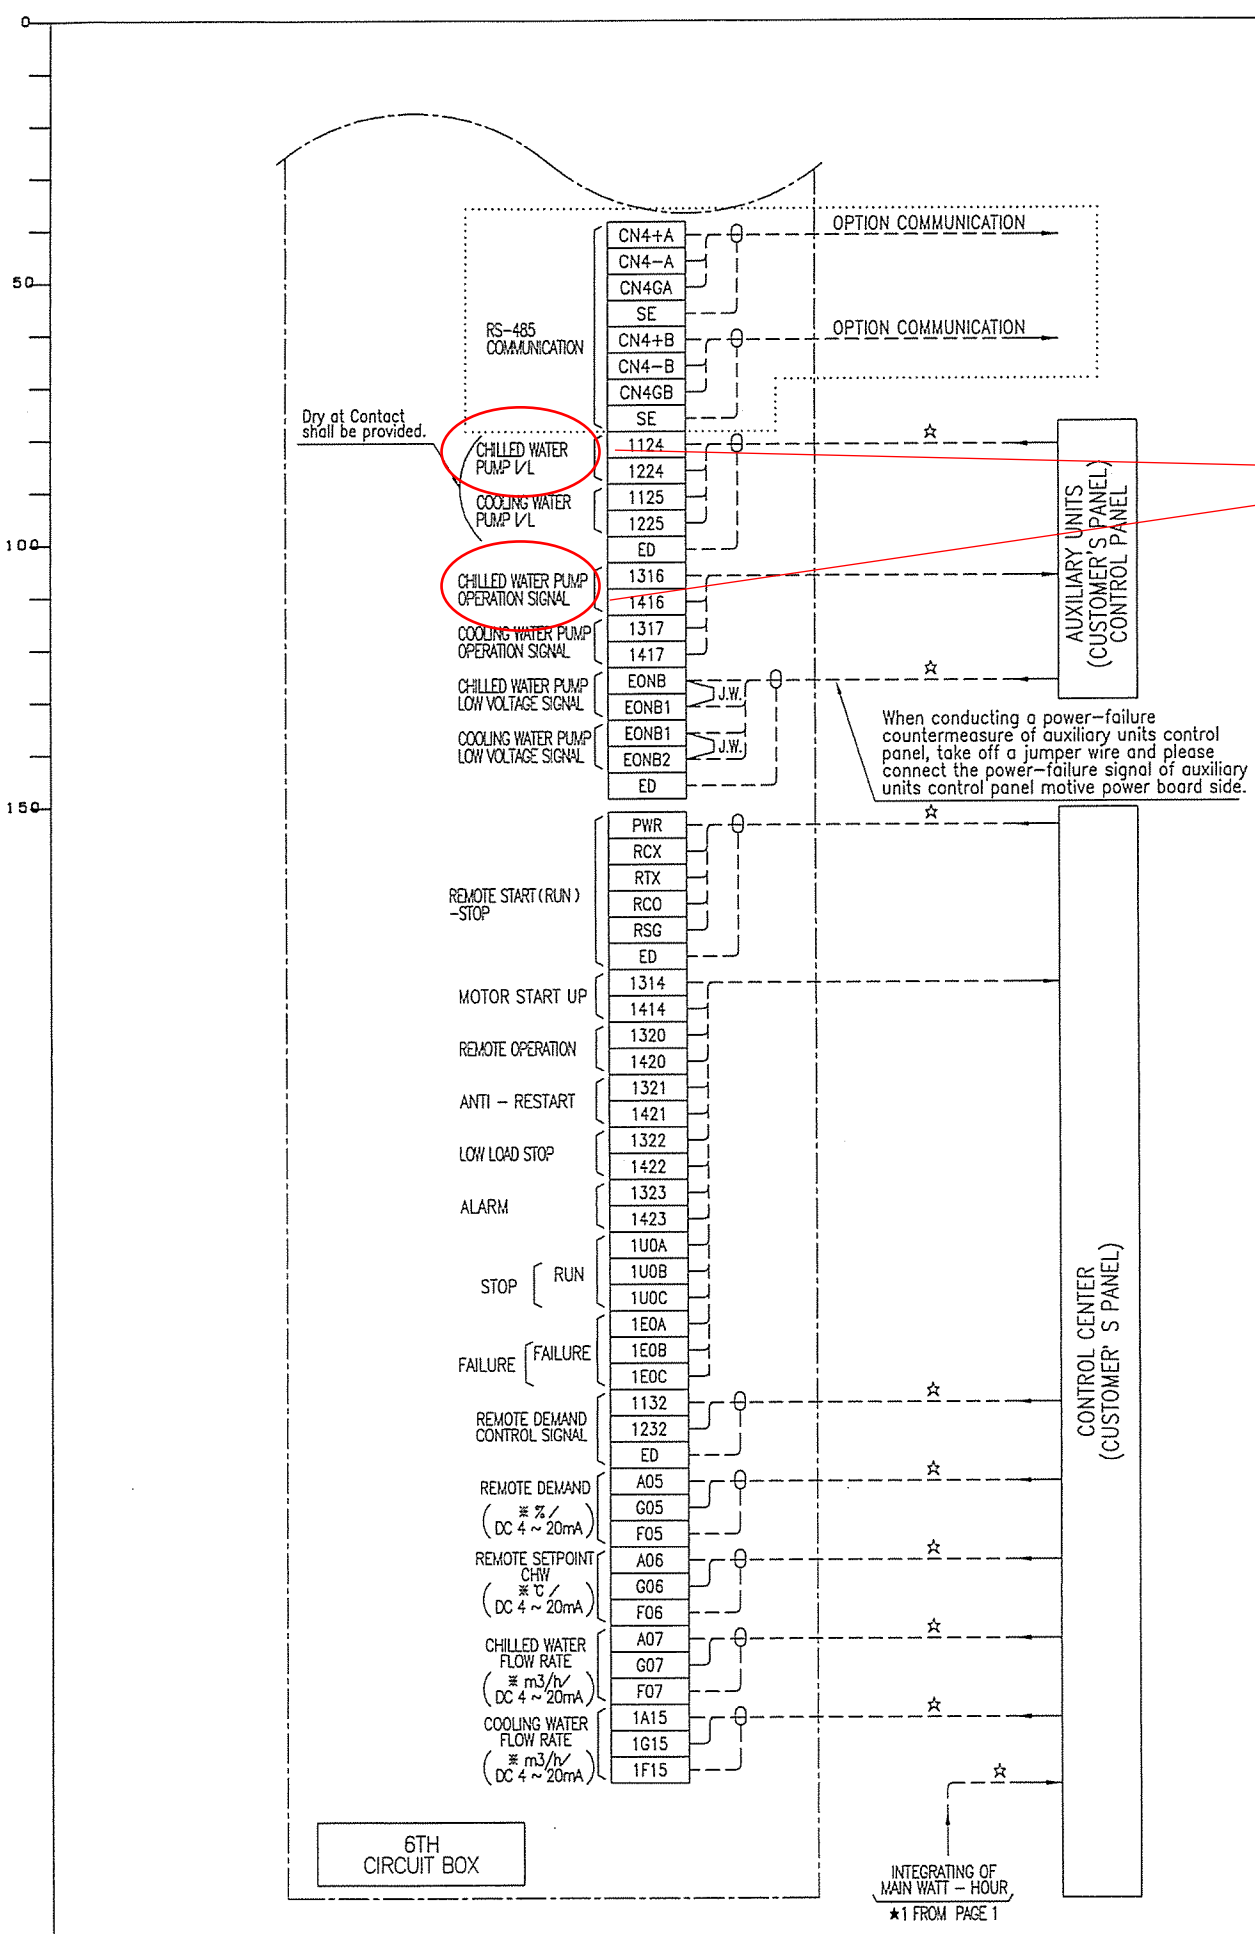 0
50
100
150
OPTION COMMUNICATION
CN4+A
CN4-A
CN4GA
SE
RS-485
COMMUNICATION
OPTION COMMUNICATION
CN4+B
CN4-B
CN4GB
SE
Dry at Contact
shall be provided.
CHILLED WATER
PUMP I/L
1124
1224
☆
COOLING WATER
PUMP I/L
1125
1225
ED
CHILLED WATER PUMP
OPERATION SIGNAL
1316
1416
COOLING WATER PUMP
OPERATION SIGNAL
1317
1417
CHILLED WATER PUMP
LOW VOLTAGE SIGNAL
EONB
EONB1
J.W.
☆
COOLING WATER PUMP
LOW VOLTAGE SIGNAL
EONB1
EONB2
J.W.
ED
AUXILIARY UNITS
(CUSTOMER'S PANEL)
CONTROL PANEL
When conducting a power-failure
countermeasure of auxiliary units control
panel, take off a jumper wire and please
connect the power-failure signal of auxiliary
units control panel motive power board side.
REMOTE START(RUN)
-STOP
PWR
RCX
RTX
RCO
RSG
ED
☆
MOTOR START UP
1314
1414
REMOTE OPERATION
1320
1420
ANTI - RESTART
1321
1421
LOW LOAD STOP
1322
1422
ALARM
1323
1423
STOP
RUN
1U0A
1U0B
1U0C
FAILURE
FAILURE
1E0A
1E0B
1E0C
REMOTE DEMAND
CONTROL SIGNAL
1132
1232
ED
☆
REMOTE DEMAND
(※ %/
DC 4 ~ 20mA)
A05
G05
F05
☆
REMOTE SETPOINT
CHW
(※ ℃/
DC 4 ~ 20mA)
A06
G06
F06
☆
CHILLED WATER
FLOW RATE
(※ m3/h/
DC 4 ~ 20mA)
A07
G07
F07
☆
COOLING WATER
FLOW RATE
(※ m3/h/
DC 4 ~ 20mA)
1A15
1G15
1F15
☆
☆
CONTROL CENTER
(CUSTOMER' S PANEL)
6TH
CIRCUIT BOX
INTEGRATING OF
MAIN WATT - HOUR
★1 FROM PAGE 1